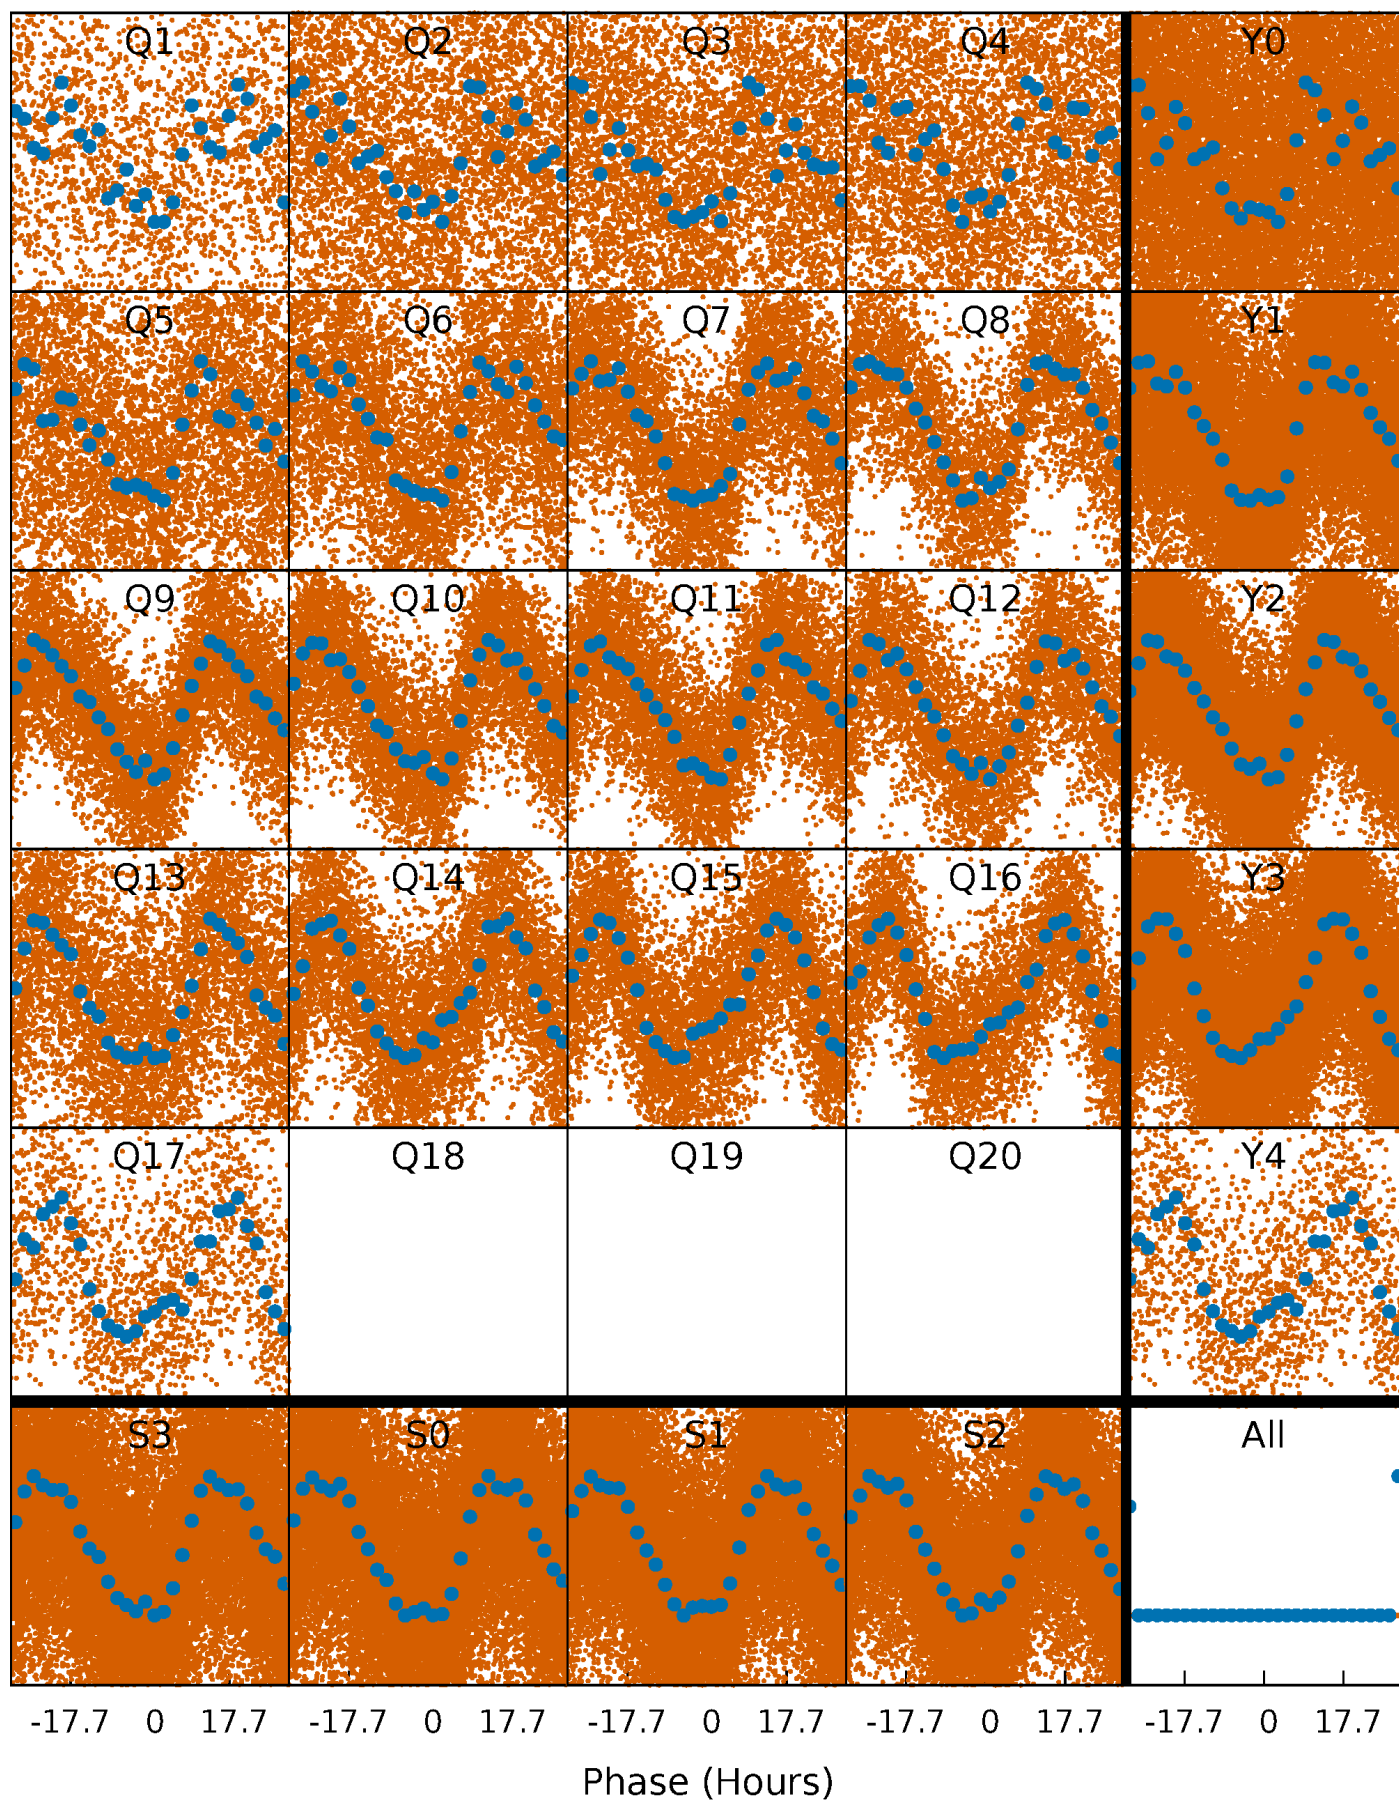 Q1 Q2 Q3 Q4 Y0
Q5 Q6 Q7 Q8 Y1
Q9 Q10 Q11 Q12 Y2
Q13 Q14 Q15 Q16 Y3
Q17 Q18 Q19 Q20 Y4
S3 S0 S1 S2 All
-17.7 0 17.7 -17.7 0 17.7 -17.7 0 17.7 -17.7 0 17.7 -17.7 0 17.7
Phase (Hours)